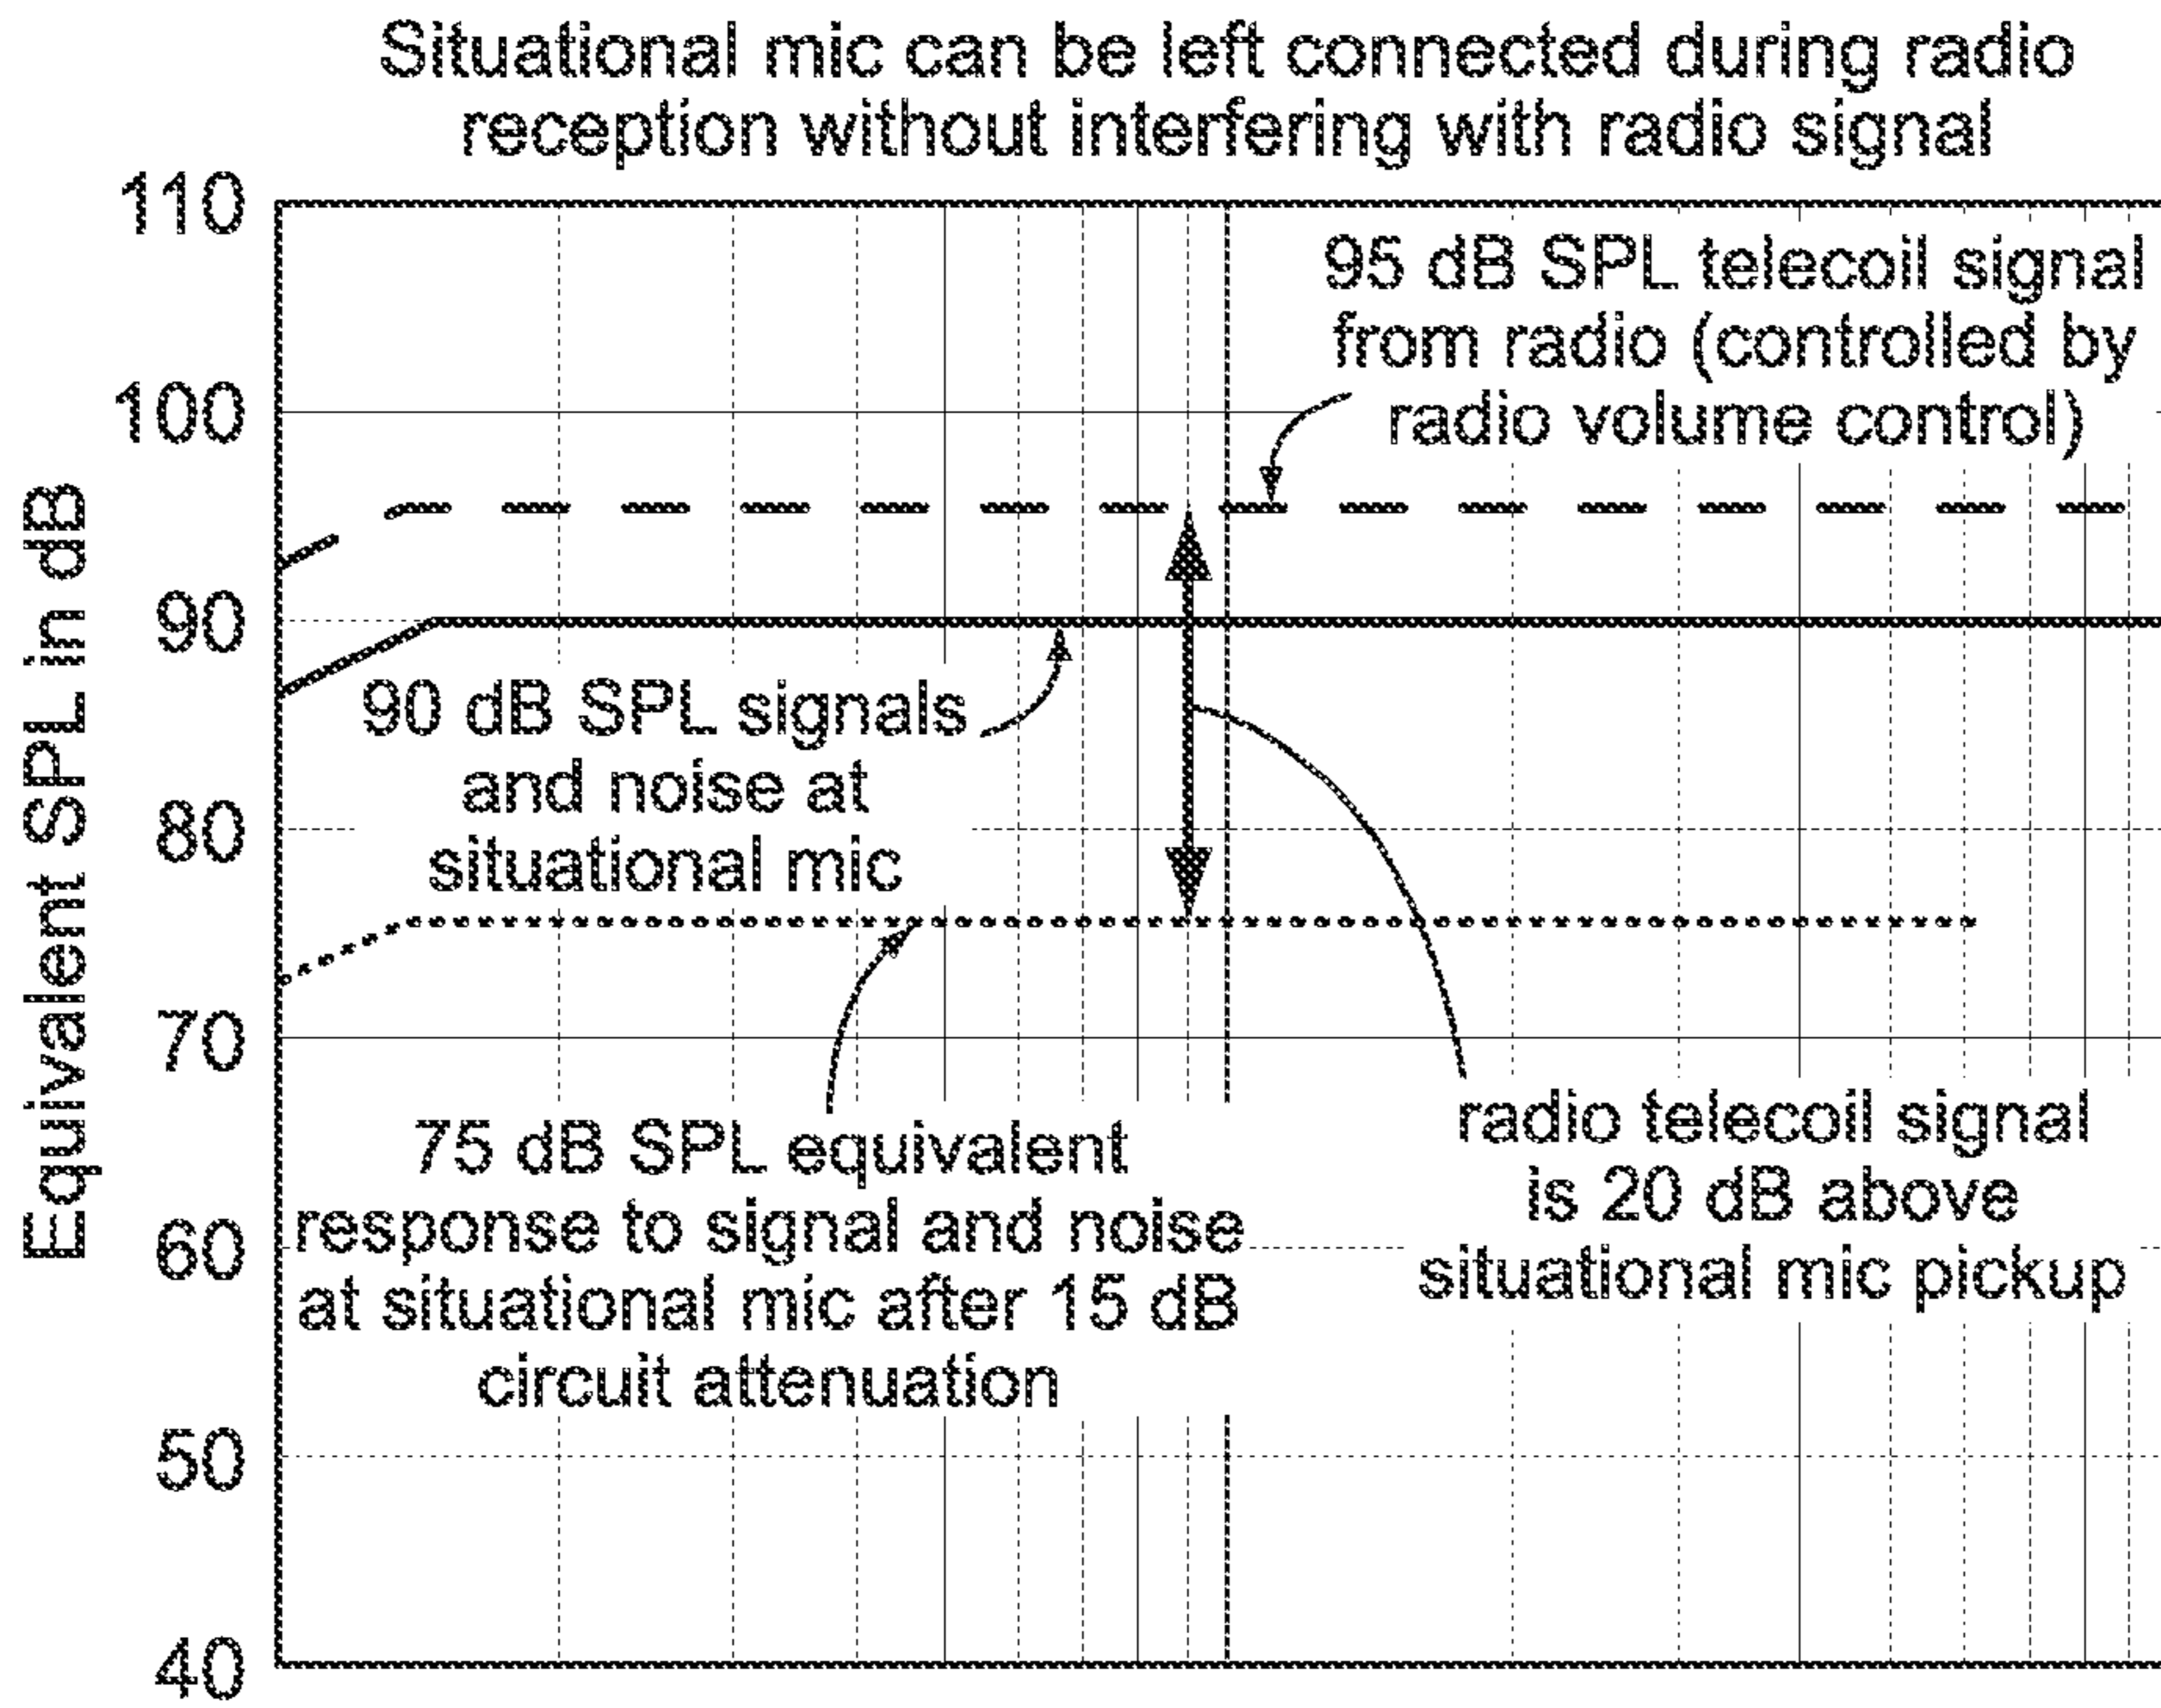 Situational mic can be left connected during radio
reception without interfering with radio signal
110
100
90
80
70
60
50
40
Equivalent SPL in dB
95 dB SPL telecoil signal
from radio (controlled by
radio volume control)
90 dB SPL signals
and noise at
situational mic
75 dB SPL equivalent
response to signal and noise
at situational mic after 15 dB
circuit attenuation
radio telecoil signal
is 20 dB above
situational mic pickup